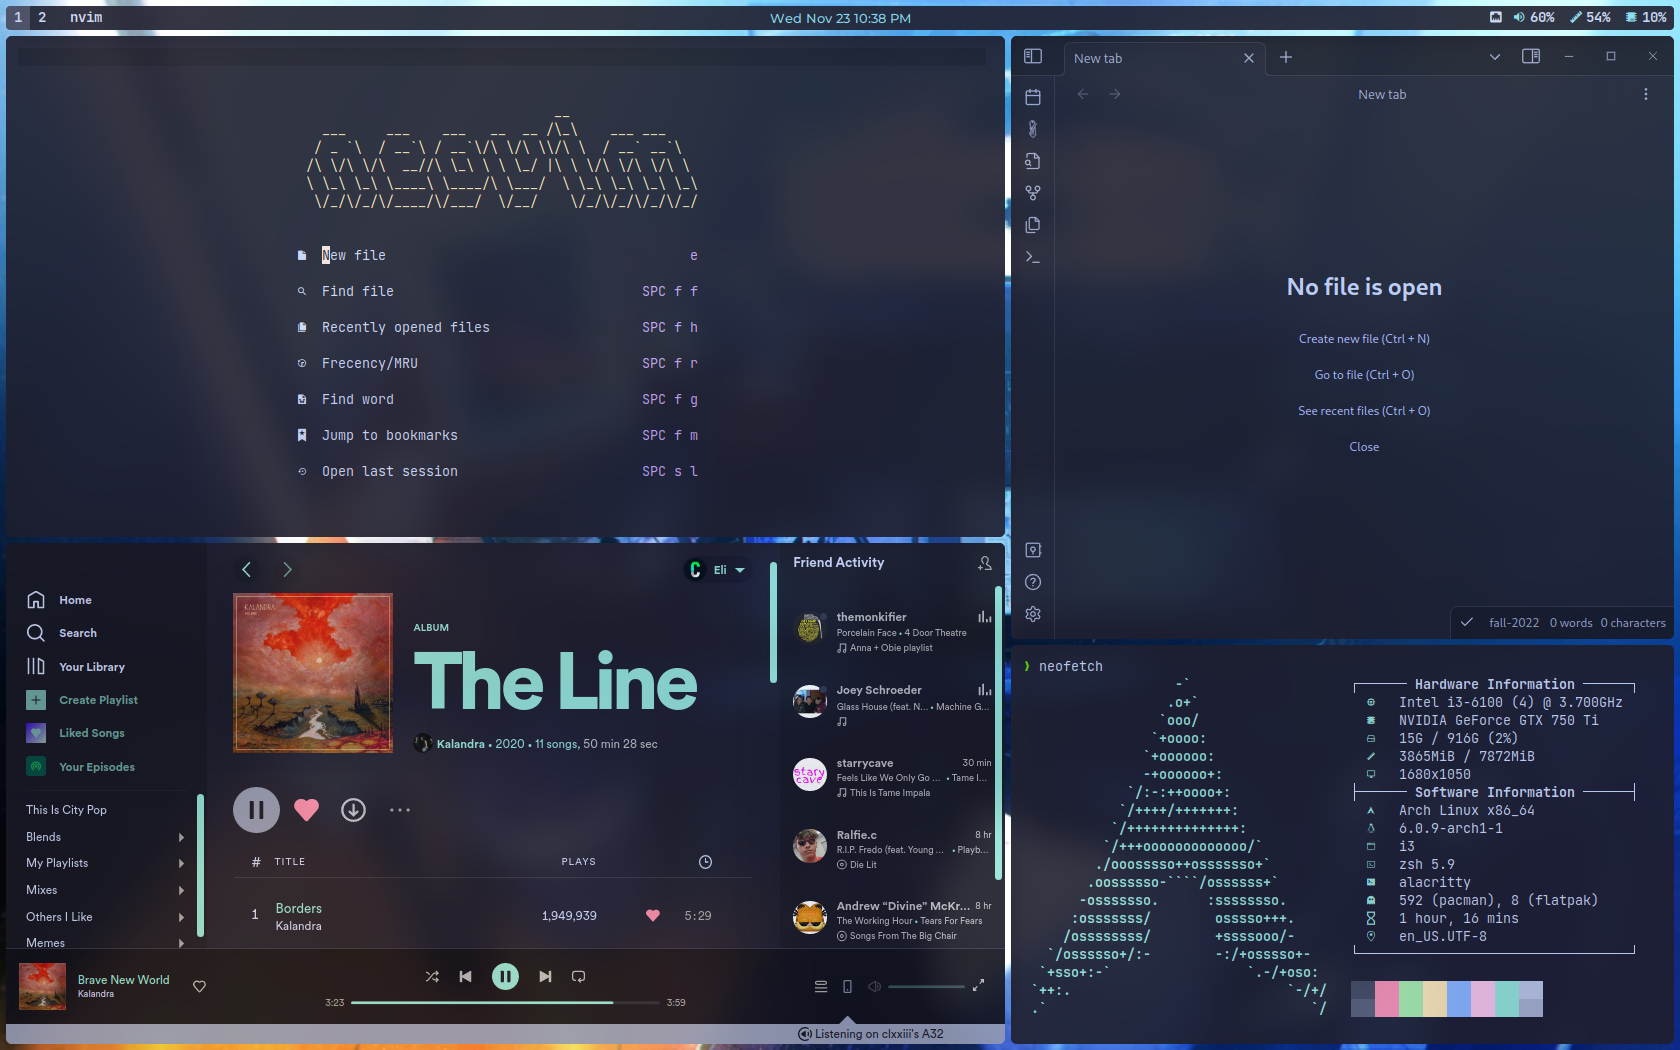 1 2 nvim
Wed Nov 23 10:38 PM
60% 54% 10%
New file e
Find file SPC f f
Recently opened files SPC f h
Frecency/MRU SPC f r
Find word SPC f g
Jump to bookmarks SPC f m
Open last session SPC s l
New tab
New tab
No file is open
Create new file (Ctrl + N)
Go to file (Ctrl + O)
See recent files (Ctrl + O)
Close
fall-2022 0 words 0 characters
Home
Search
Your Library
Create Playlist
Liked Songs
Your Episodes
This Is City Pop
Blends
My Playlists
Mixes
Others I Like
Memes
Eli
KALANDRA
ALBUM
The Line
Kalandra • 2020 • 11 songs, 50 min 28 sec
# TITLE PLAYS
1 Borders 1,949,939 5:29
Kalandra
Friend Activity
themonkifier
Porcelain Face • 4 Door Theatre
Anna + Obie playlist
Joey Schroeder
Glass House (feat. N... • Machine G...
starrycave 30 min
stary
cave
Feels Like We Only Go ... • Tame I...
This Is Tame Impala
Ralfie.c 8 hr
R.I.P. Fredo (feat. Young ... • Playb...
Die Lit
Andrew “Divine” McKr... 8 hr
The Working Hour • Tears For Fears
Songs From The Big Chair
Brave New World
Kalandra
3:23 3:59
Listening on clxxiii's A32
❯ neofetch
Hardware Information
Intel i3-6100 (4) @ 3.700GHz
NVIDIA GeForce GTX 750 Ti
15G / 916G (2%)
3865MiB / 7872MiB
1680x1050
Software Information
Arch Linux x86_64
6.0.9-arch1-1
i3
zsh 5.9
alacritty
592 (pacman), 8 (flatpak)
1 hour, 16 mins
en_US.UTF-8